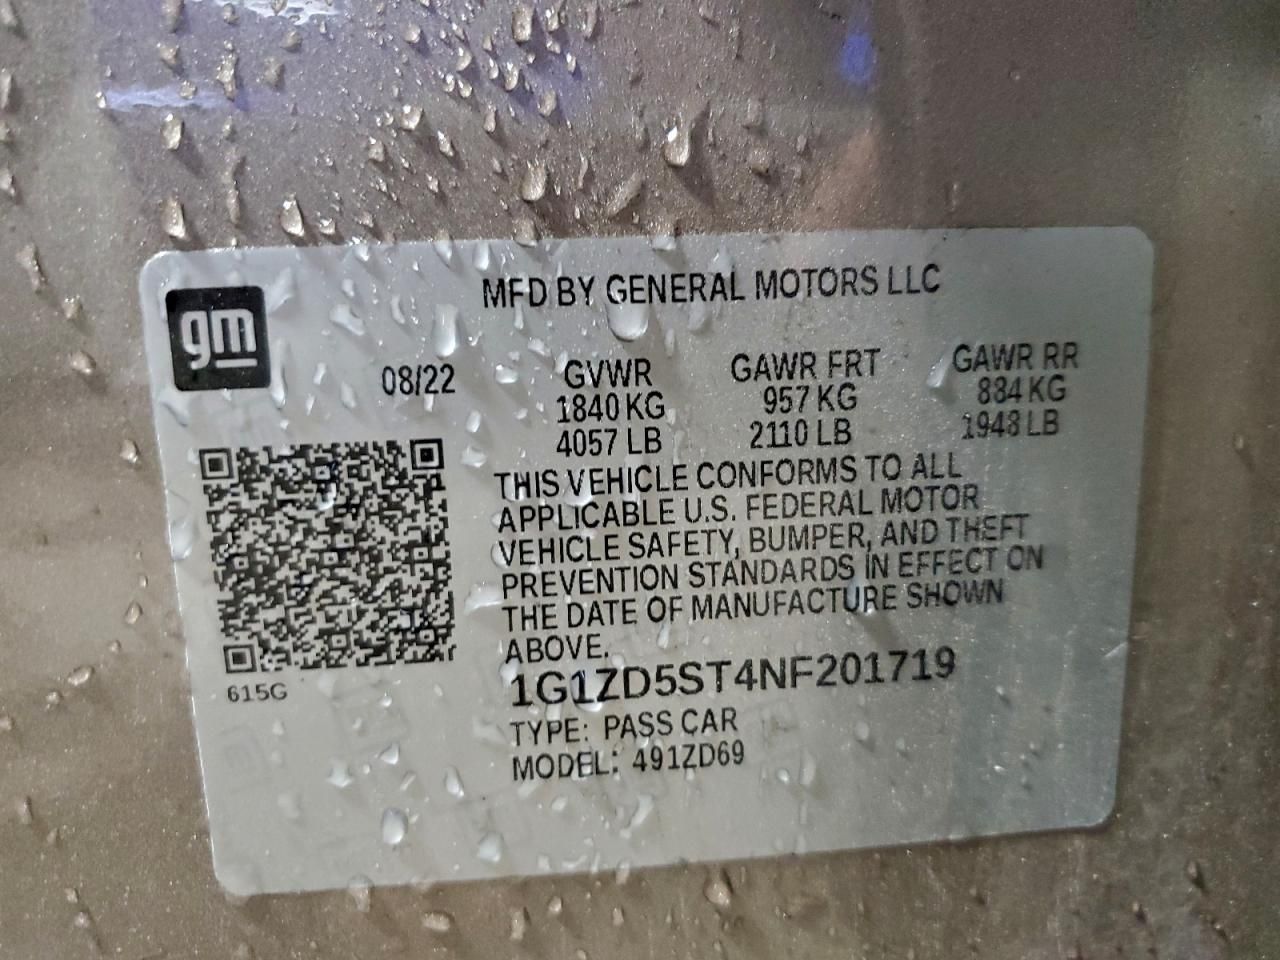 gm
MFD BY GENERAL MOTORS LLC
08/22
GVWR
1840 KG
4057 LB
GAWR FRT
957 KG
2110 LB
GAWR RR
884 KG
1948 LB
THIS VEHICLE CONFORMS TO ALL
APPLICABLE U.S. FEDERAL MOTOR
VEHICLE SAFETY, BUMPER, AND THEFT
PREVENTION STANDARDS IN EFFECT ON
THE DATE OF MANUFACTURE SHOWN
ABOVE.
1G1ZD5ST4NF201719
TYPE: PASS CAR
MODEL: 491ZD69
615G